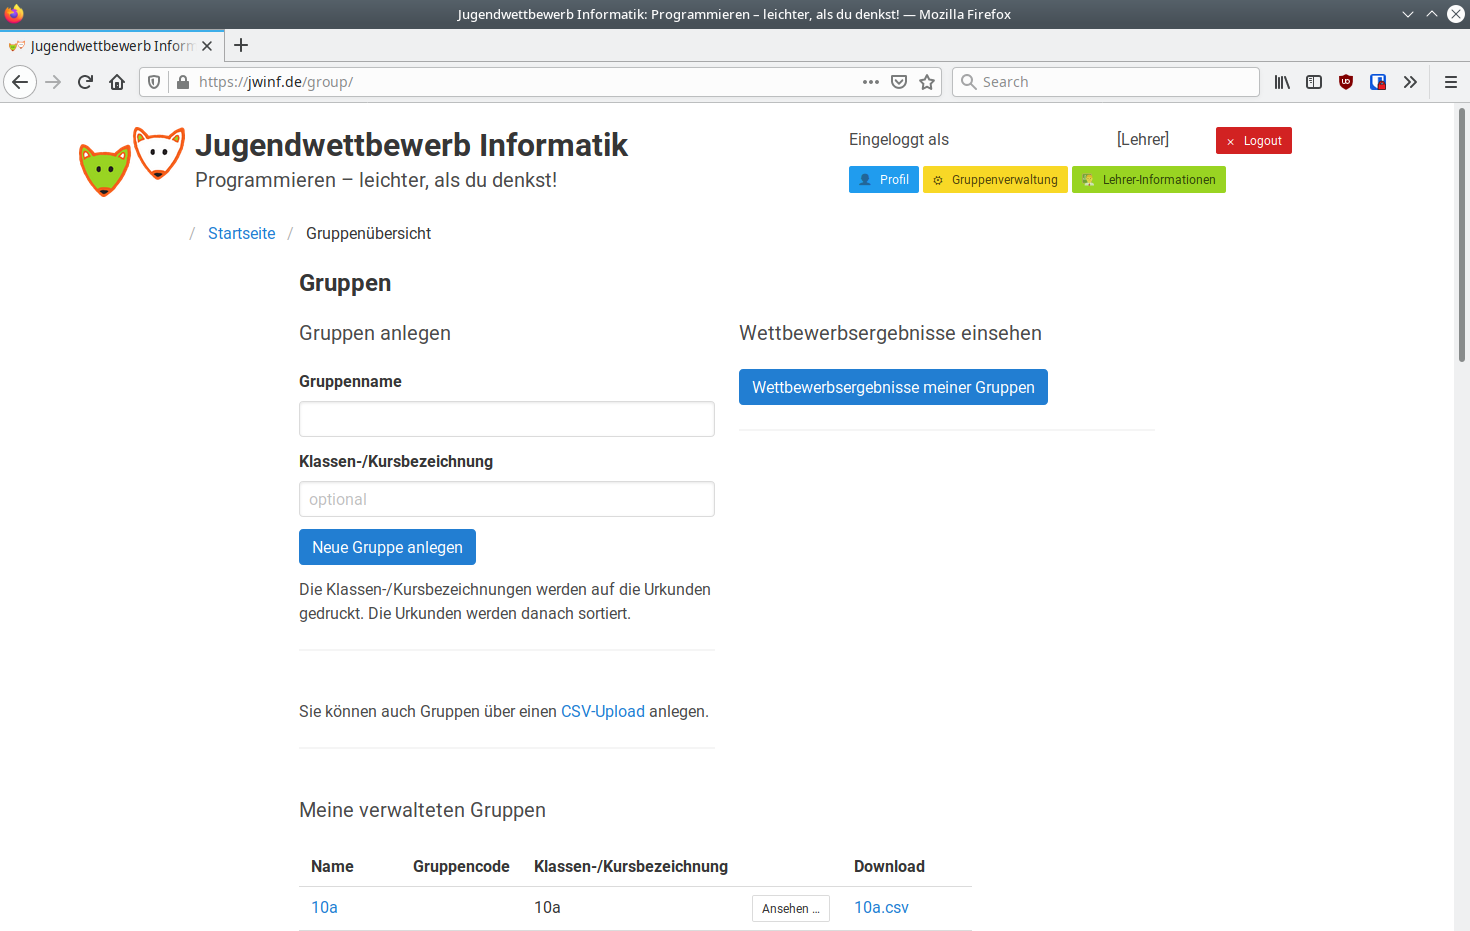 Jugendwettbewerb Informatik: Programmieren – leichter, als du denkst! — Mozilla Firefox
Jugendwettbewerb Inform
https://jwinf.de/group/
Search
Jugendwettbewerb Informatik
Programmieren – leichter, als du denkst!
Eingeloggt als [Lehrer]
Logout
Profil
Gruppenverwaltung
Lehrer-Informationen
/ Startseite / Gruppenübersicht
Gruppen
Gruppen anlegen
Gruppenname
Klassen-/Kursbezeichnung
optional
Neue Gruppe anlegen
Die Klassen-/Kursbezeichnungen werden auf die Urkunden
gedruckt. Die Urkunden werden danach sortiert.
Sie können auch Gruppen über einen CSV-Upload anlegen.
Wettbewerbsergebnisse einsehen
Wettbewerbsergebnisse meiner Gruppen
Meine verwalteten Gruppen
Name Gruppencode Klassen-/Kursbezeichnung Download
10a 10a Ansehen ... 10a.csv